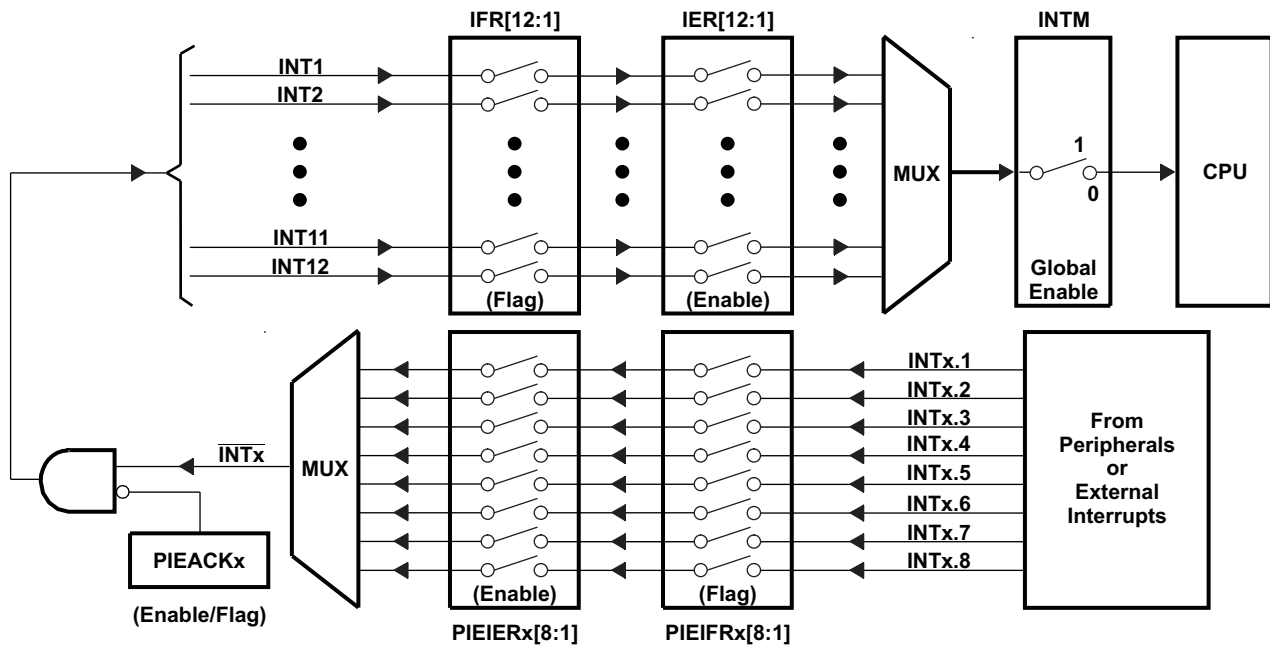 IFR[12:1]
IER[12:1]
INTM
INT1
INT2
INT11
INT12
(Flag)
(Enable)
MUX
1
0
Global
Enable
CPU
INTx.1
INTx.2
INTx.3
INTx.4
INTx.5
INTx.6
INTx.7
INTx.8
From
Peripherals
or
External
Interrupts
INTx
MUX
PIEACKx
(Enable/Flag)
(Enable)
(Flag)
PIEIERx[8:1]
PIEIFRx[8:1]